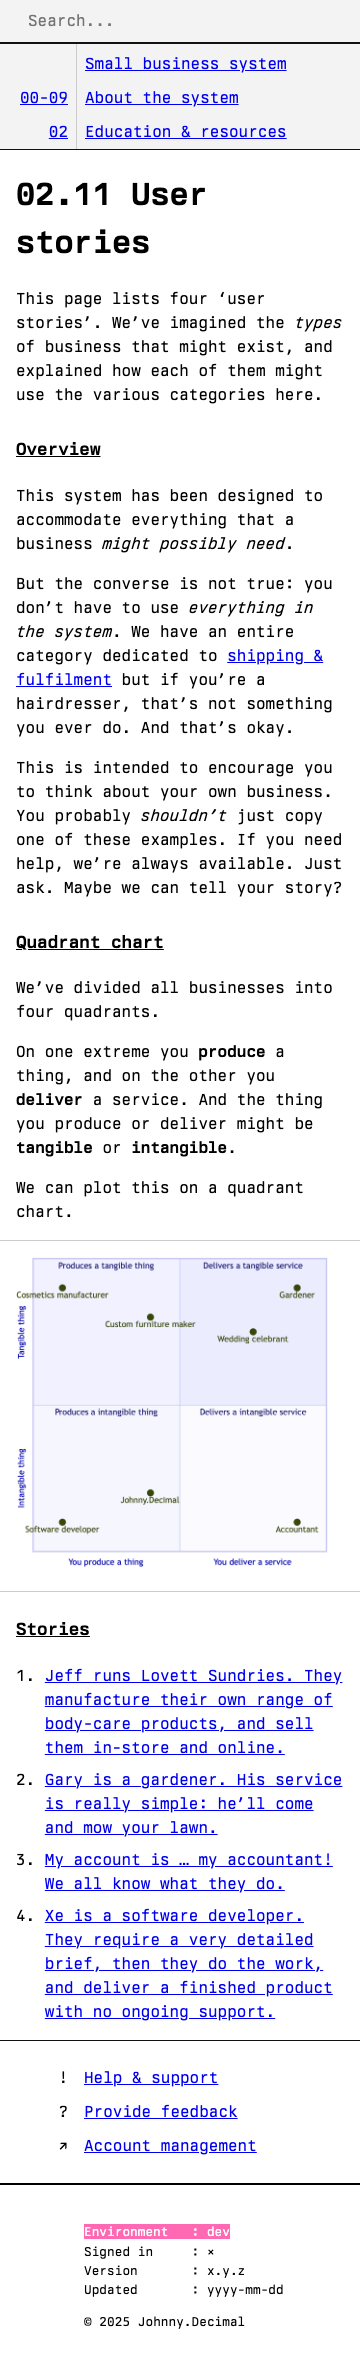 Search...
Small business system
00-09 About the system
02 Education & resources
02.11 User
stories
This page lists four ‘user
stories’. We’ve imagined the types
of business that might exist, and
explained how each of them might
use the various categories here.
Overview
This system has been designed to
accommodate everything that a
business might possibly need.
But the converse is not true: you
don’t have to use everything in
the system. We have an entire
category dedicated to shipping &
fulfilment but if you’re a
hairdresser, that’s not something
you ever do. And that’s okay.
This is intended to encourage you
to think about your own business.
You probably shouldn’t just copy
one of these examples. If you need
help, we’re always available. Just
ask. Maybe we can tell your story?
Quadrant chart
We’ve divided all businesses into
four quadrants.
On one extreme you produce a
thing, and on the other you
deliver a service. And the thing
you produce or deliver might be
tangible or intangible.
We can plot this on a quadrant
chart.
Produces a tangible thing
Delivers a tangible service
Cosmetics manufacturer
Gardener
Custom furniture maker
Wedding celebrant
Tangible thing
Produces a intangible thing
Delivers a intangible service
Intangible thing
Johnny.Decimal
Software developer
Accountant
You produce a thing
You deliver a service
Stories
1. Jeff runs Lovett Sundries. They
manufacture their own range of
body-care products, and sell
them in-store and online.
2. Gary is a gardener. His service
is really simple: he’ll come
and mow your lawn.
3. My account is … my accountant!
We all know what they do.
4. Xe is a software developer.
They require a very detailed
brief, then they do the work,
and deliver a finished product
with no ongoing support.
! Help & support
? Provide feedback
↗ Account management
Environment : dev
Signed in : ×
Version : x.y.z
Updated : yyyy-mm-dd
© 2025 Johnny.Decimal